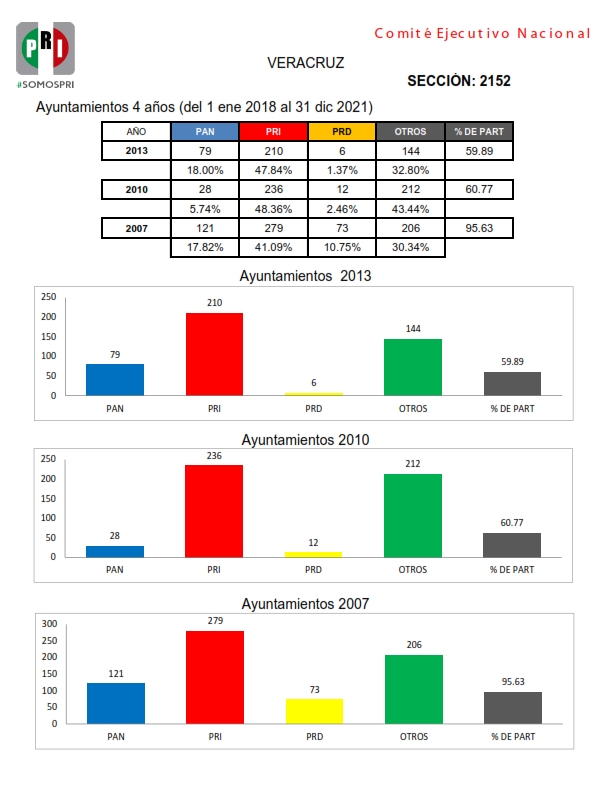 Comité Ejecutivo Nacional
PRI
#SOMOSPRI
VERACRUZ
SECCIÓN: 2152
Ayuntamientos 4 años (del 1 ene 2018 al 31 dic 2021)
AÑO PAN PRI PRD OTROS % DE PART
2013 79 210 6 144 59.89
18.00% 47.84% 1.37% 32.80%
2010 28 236 12 212 60.77
5.74% 48.36% 2.46% 43.44%
2007 121 279 73 206 95.63
17.82% 41.09% 10.75% 30.34%
Ayuntamientos 2013
250
200
150
100
50
0
79 210 6 144 59.89
PAN PRI PRD OTROS % DE PART
Ayuntamientos 2010
250
200
150
100
50
0
28 236 12 212 60.77
PAN PRI PRD OTROS % DE PART
Ayuntamientos 2007
300
250
200
150
100
50
0
121 279 73 206 95.63
PAN PRI PRD OTROS % DE PART